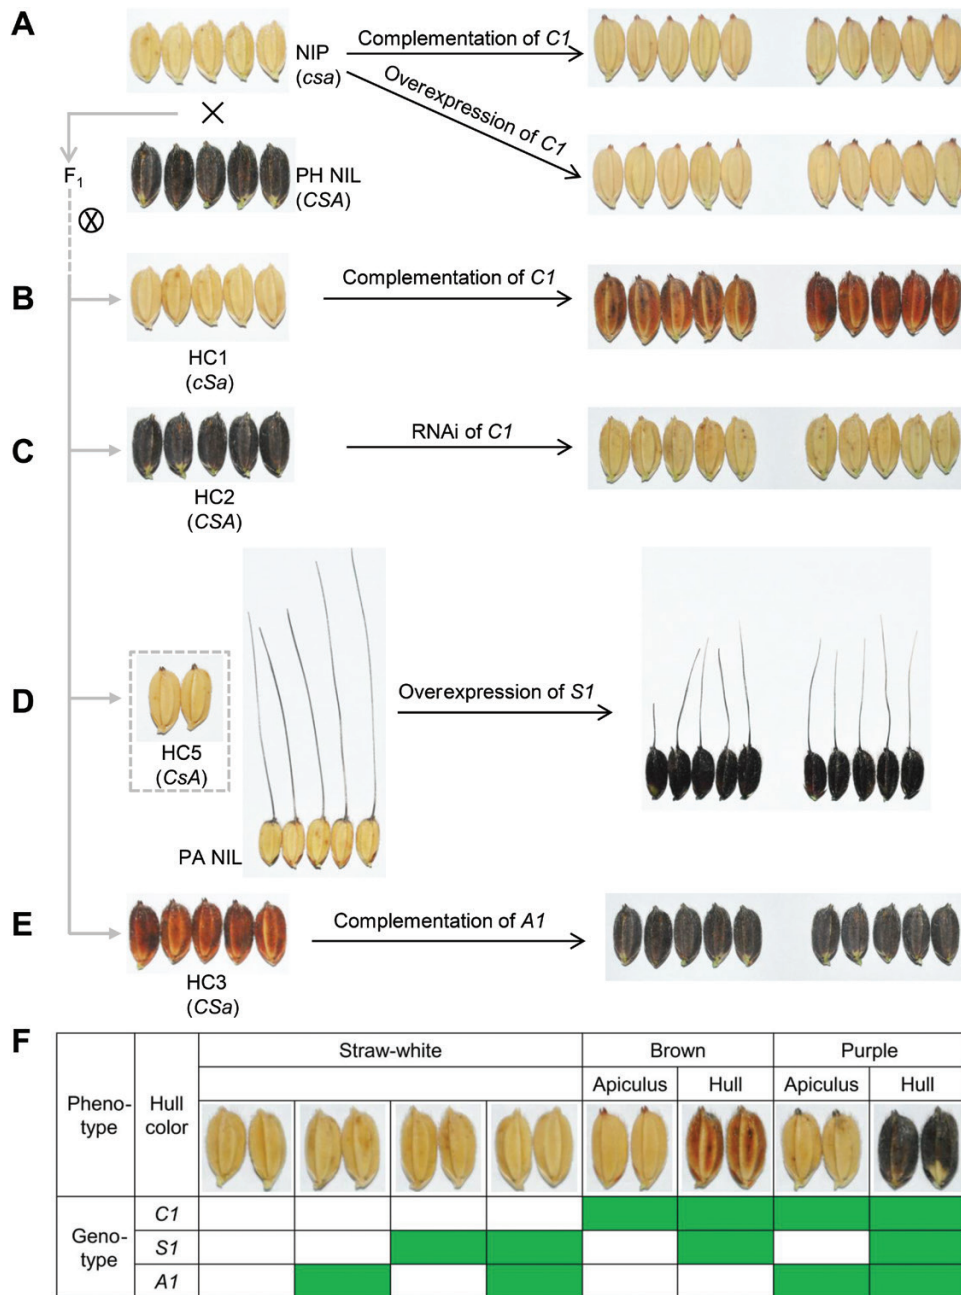 A
NIP
(csa)
Complementation of C1
Overexpression of C1
F1
PH NIL
(CSA)
B
Complementation of C1
HC1
(cSa)
C
RNAi of C1
HC2
(CSA)
D
Overexpression of S1
HC5
(CsA)
PA NIL
E
Complementation of A1
HC3
(CSa)
F
Straw-white Brown Purple
Apiculus Hull Apiculus Hull
Pheno-
type
Hull
color
Geno-
type
C1
S1
A1